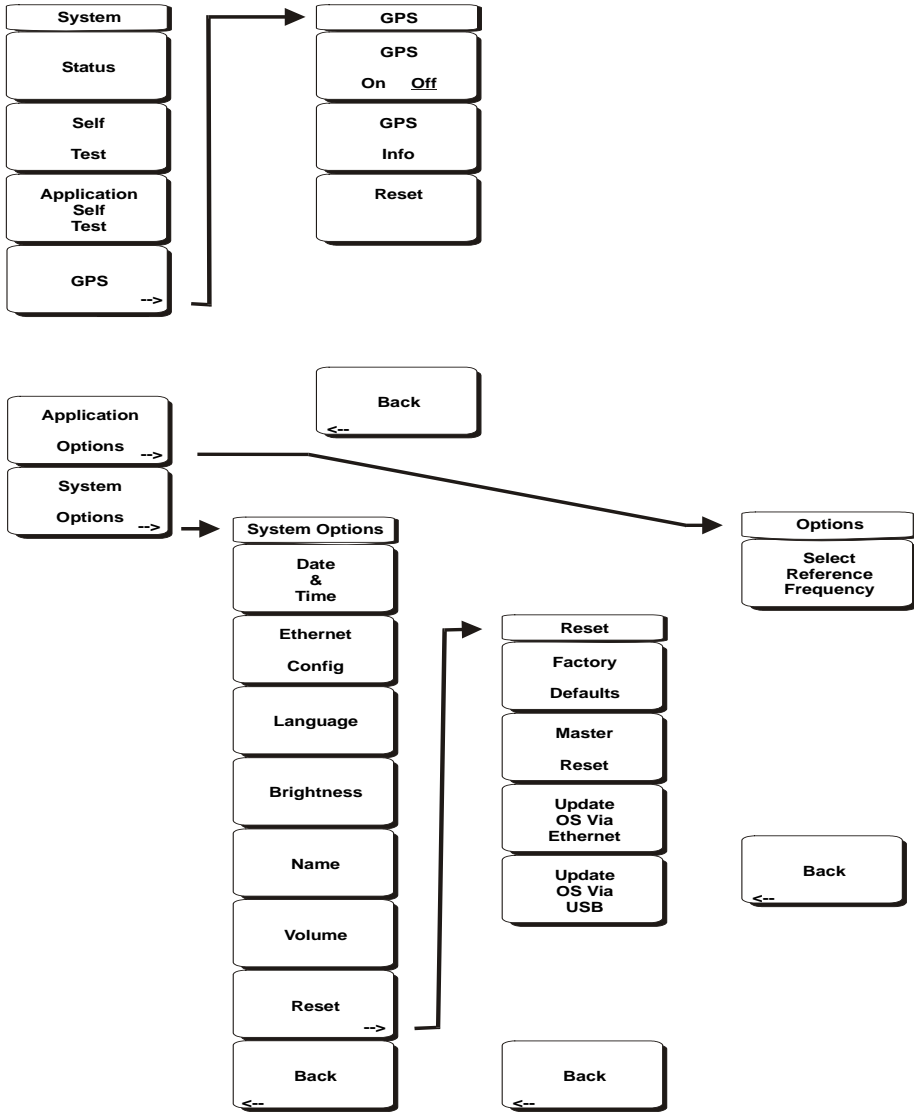 System
Status
Self
Test
Application
Self
Test
GPS
-->
Application
Options -->
System
Options -->
GPS
GPS
On Off
GPS
Info
Reset
Back
<--
System Options
Date
&
Time
Ethernet
Config
Language
Brightness
Name
Volume
Reset
-->
Back
<--
Reset
Factory
Defaults
Master
Reset
Update
OS Via
Ethernet
Update
OS Via
USB
Back
<--
Options
Select
Reference
Frequency
Back
<--